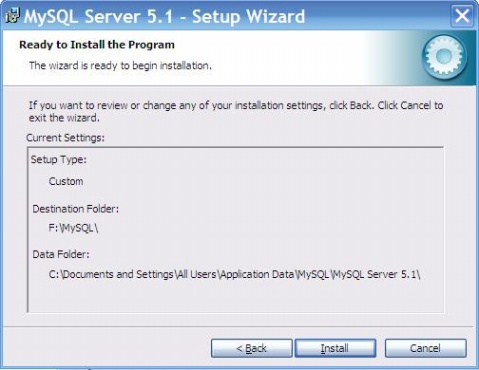 MySQL Server 5.1 - Setup Wizard
Ready to Install the Program
The wizard is ready to begin installation.
If you want to review or change any of your installation settings, click Back. Click Cancel to
exit the wizard.
Current Settings:
Setup Type:
Custom
Destination Folder:
F:\MySQL\
Data Folder:
C:\Documents and Settings\All Users\Application Data\MySQL\MySQL Server 5.1\
< Back
Install
Cancel